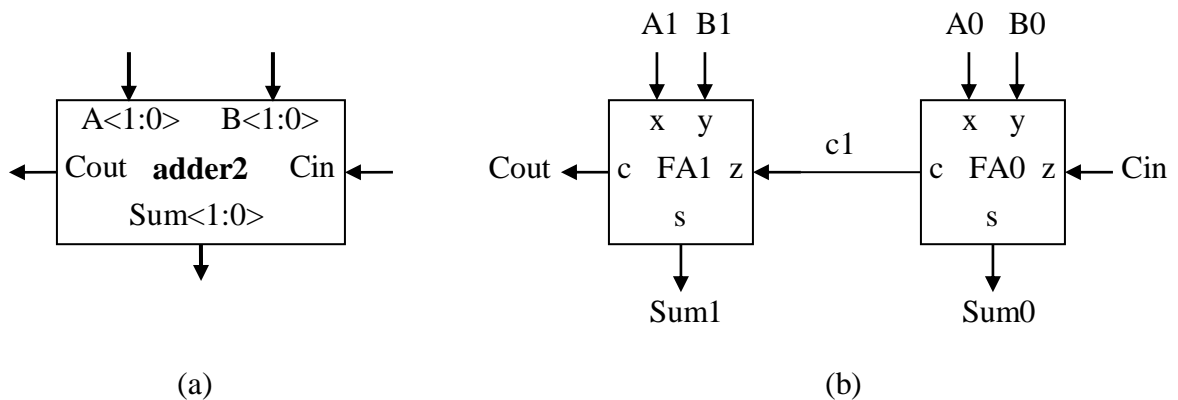 A<1:0> B<1:0>
Cout adder2 Cin
Sum<1:0>
(a)
A1 B1 A0 B0
x y x y
c1
Cout c FA1 z c FA0 z Cin
s s
Sum1 Sum0
(b)